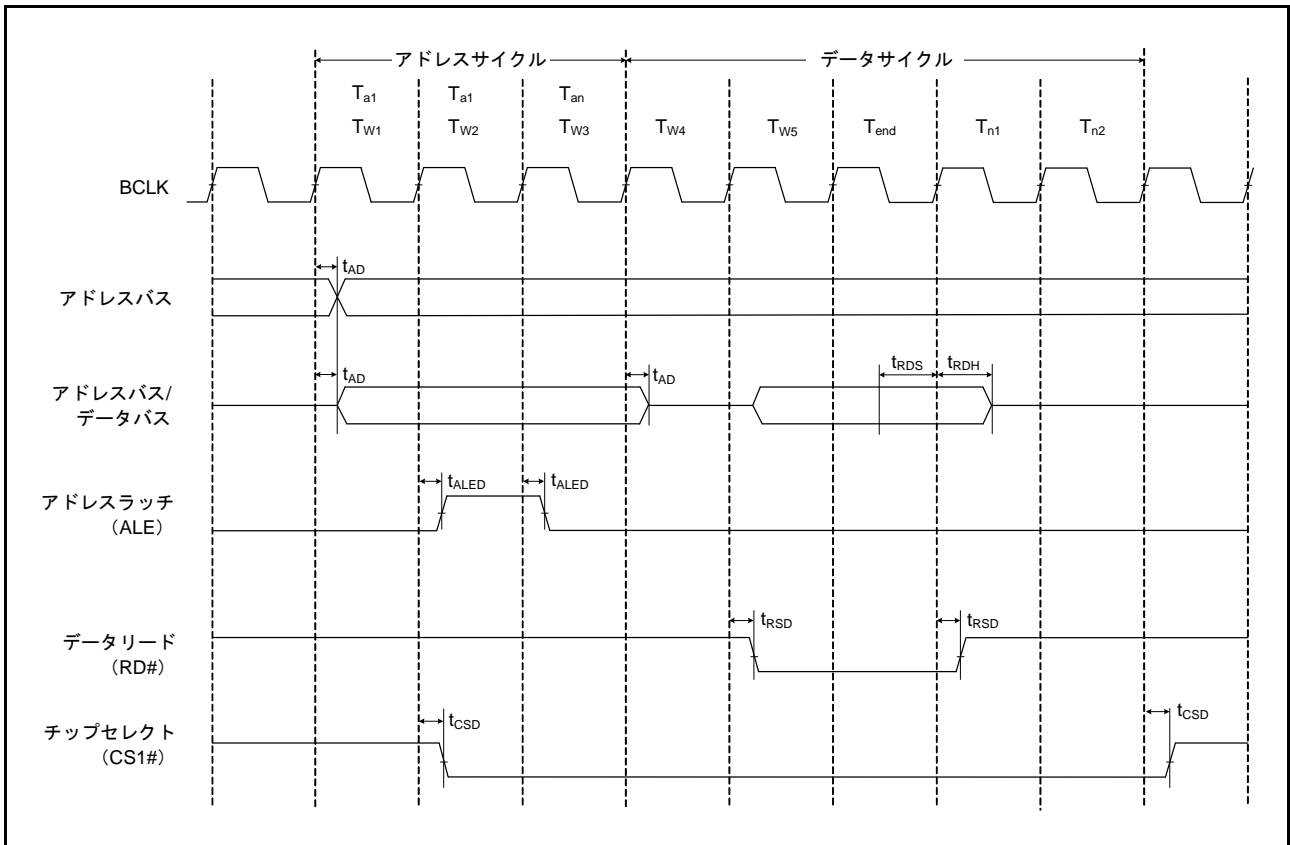 アドレスサイクル データサイクル
Ta1 Ta1 Tan
TW1 TW2 TW3 TW4 TW5 Tend Tn1 Tn2
BCLK
tAD
アドレスバス
tAD tAD tRDS tRDH
アドレスバス/
データバス
tALED tALED
アドレスラッチ
（ALE）
tRSD tRSD
データリード
（RD#）
tCSD tCSD
チップセレクト
（CS1#）